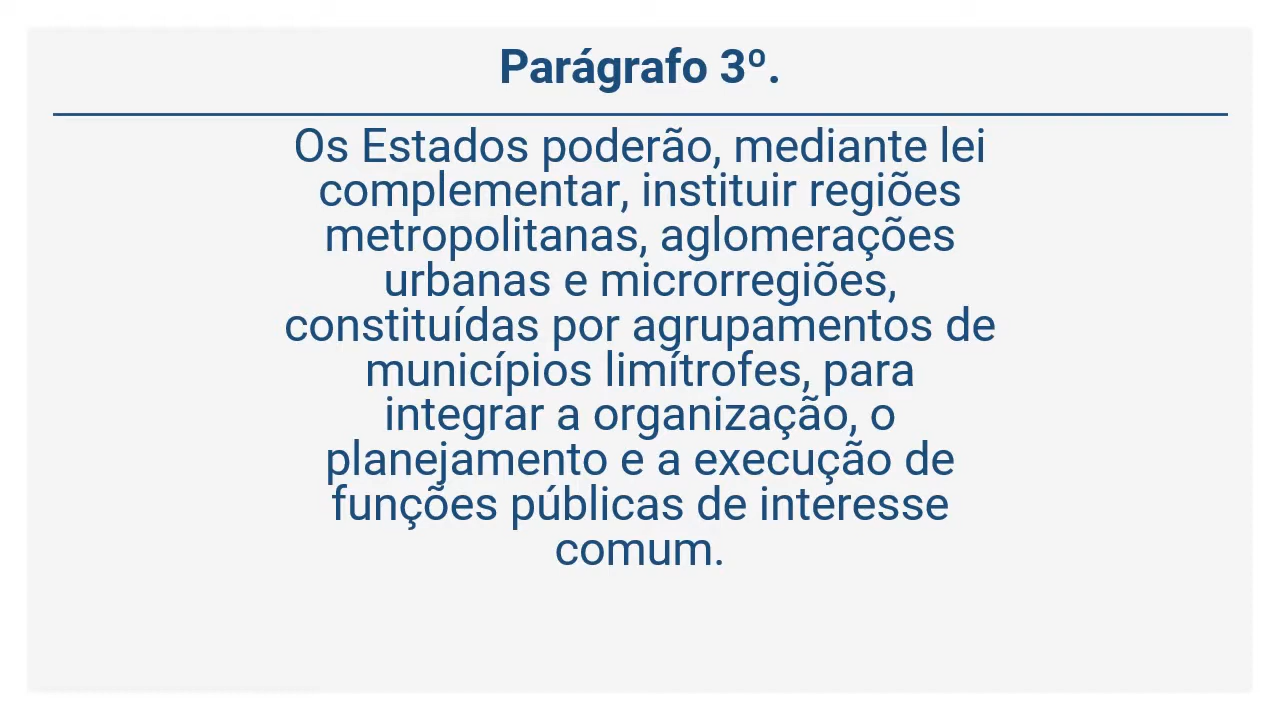 Parágrafo 3º.
Os Estados poderão, mediante lei
complementar, instituir regiões
metropolitanas, aglomerações
urbanas e microrregiões,
constituídas por agrupamentos de
municípios limítrofes, para
integrar a organização, o
planejamento e a execução de
funções públicas de interesse
comum.